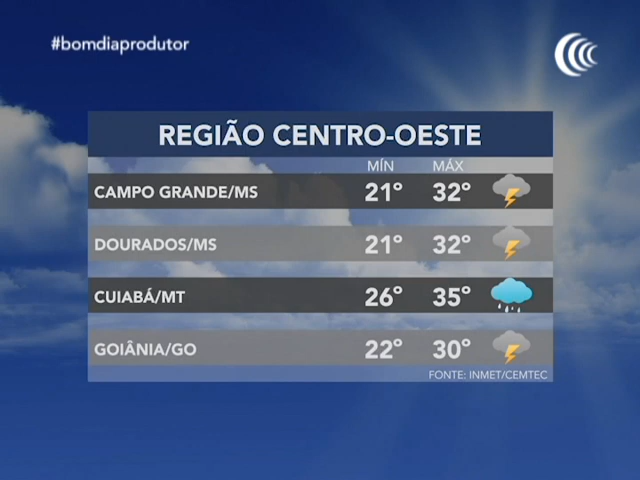 #bomdiaprodutor
REGIÃO CENTRO-OESTE
MÍN MÁX
CAMPO GRANDE/MS 21° 32°
DOURADOS/MS 21° 32°
CUIABÁ/MT 26° 35°
GOIÂNIA/GO 22° 30°
FONTE: INMET/CEMTEC